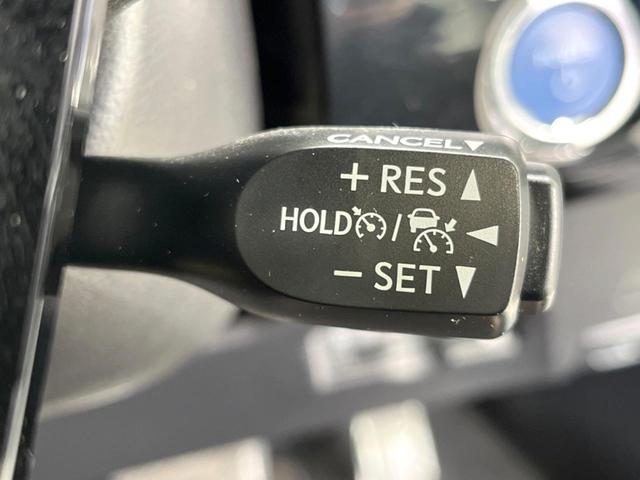 CANCEL▼
+ RES ▲
HOLD / ◀
− SET ▼